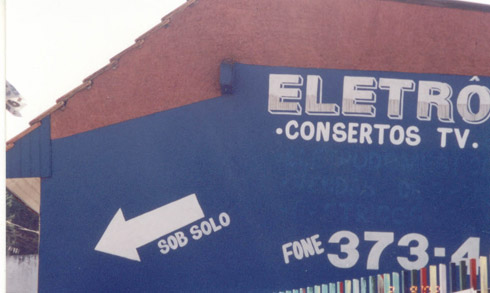 ELETRÔ
•CONSERTOS TV.
SOB SOLO
FONE 373-4